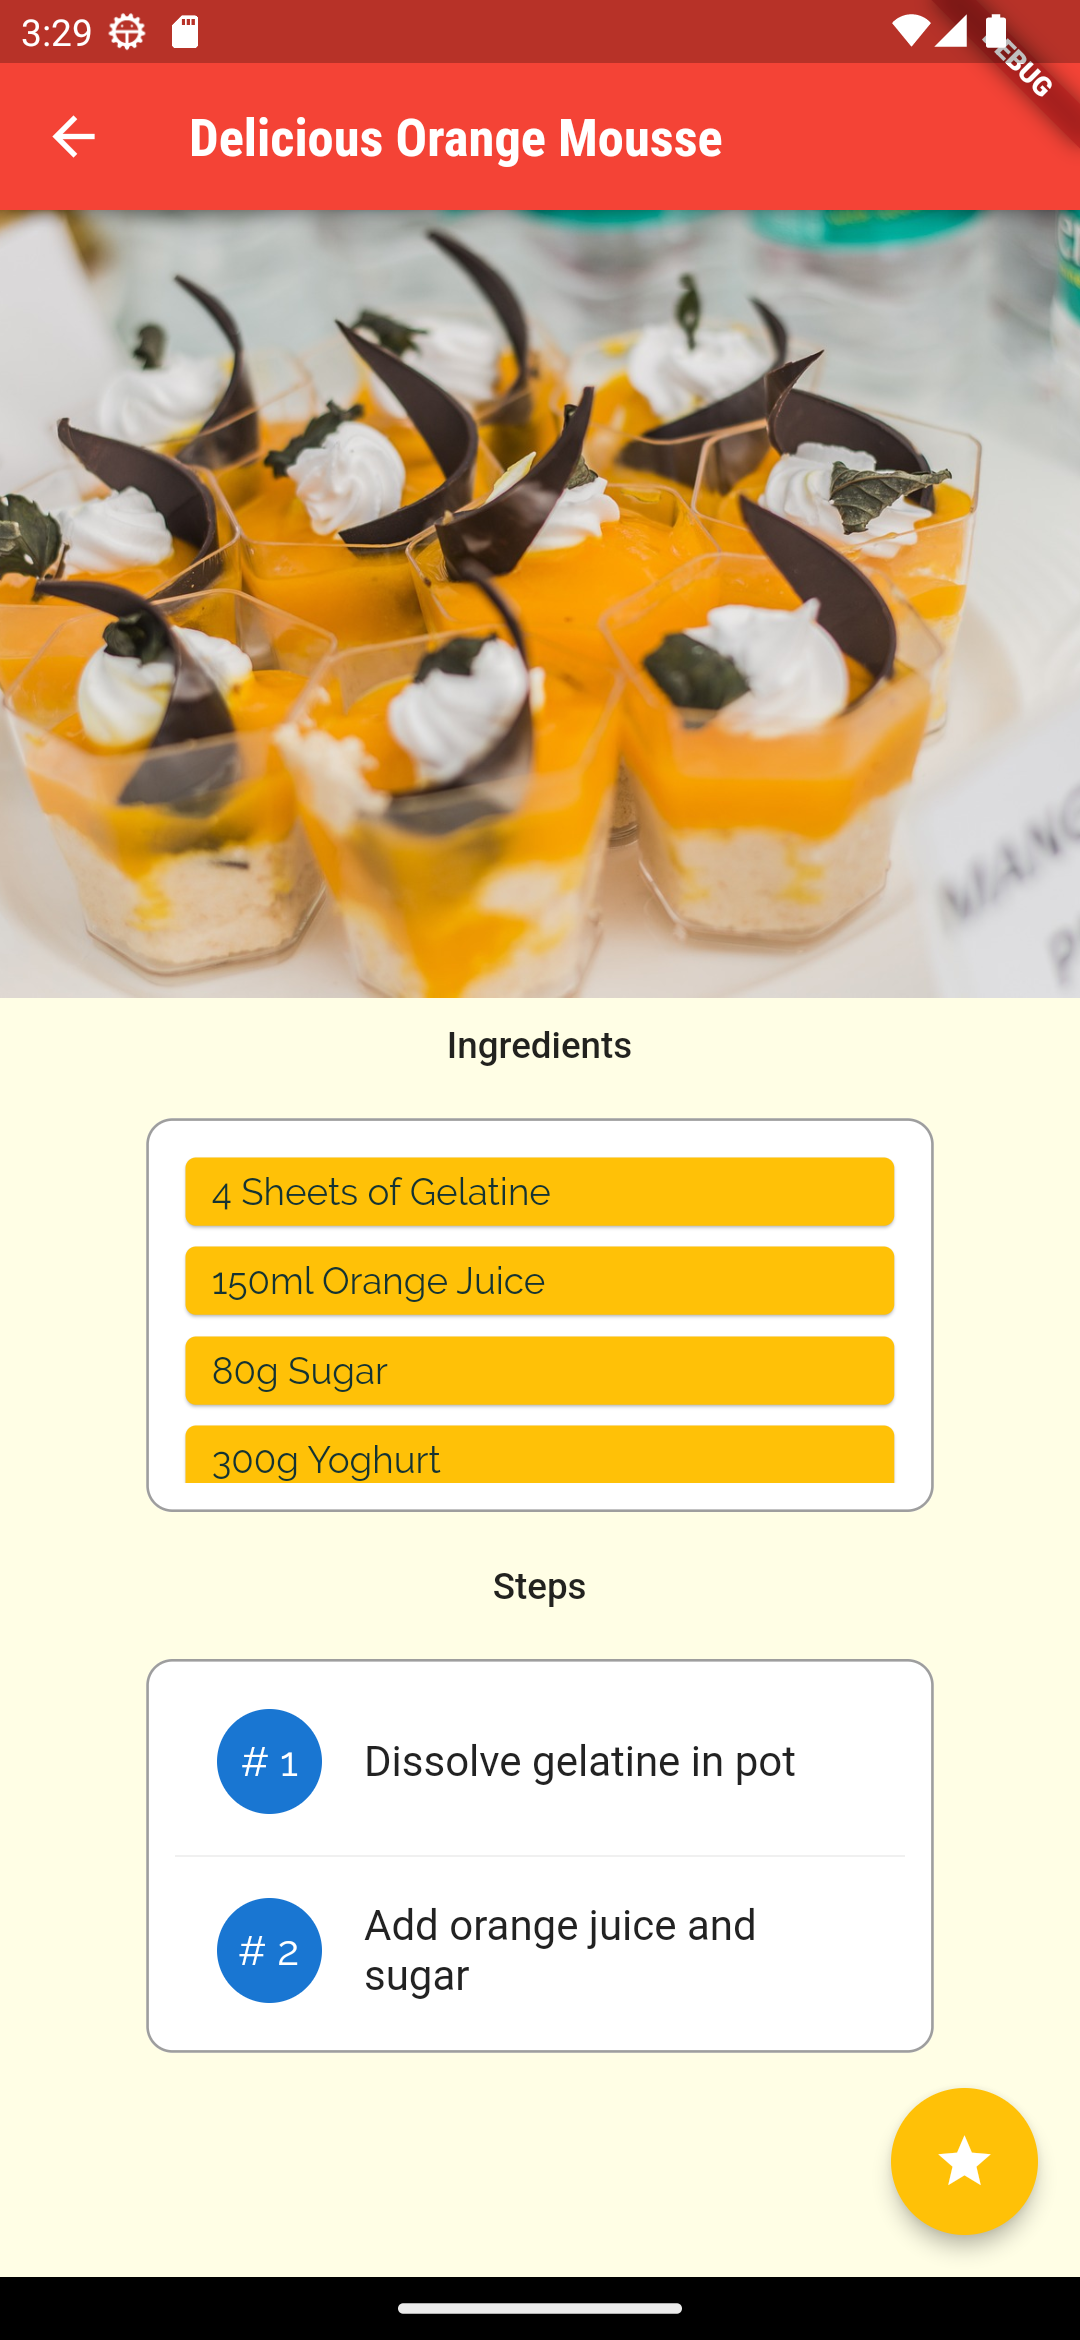 3:29
DEBUG
Delicious Orange Mousse
MANG
P
Ingredients
4 Sheets of Gelatine
150ml Orange Juice
80g Sugar
300g Yoghurt
Steps
# 1
Dissolve gelatine in pot
# 2
Add orange juice and
sugar